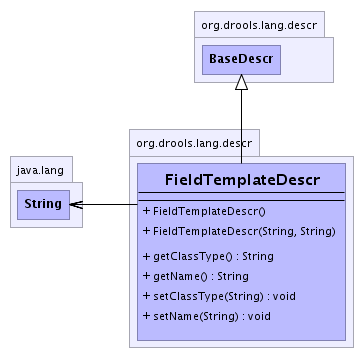 org.drools.lang.descr
BaseDescr
org.drools.lang.descr
java.lang
String
FieldTemplateDescr
+ FieldTemplateDescr()
+ FieldTemplateDescr(String, String)
+ getClassType() : String
+ getName() : String
+ setClassType(String) : void
+ setName(String) : void